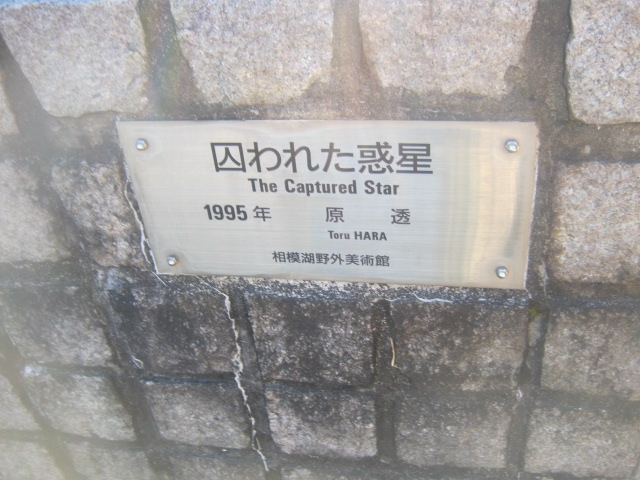 囚われた惑星
The Captured Star
1995年 原 透
Toru HARA
相模湖野外美術館